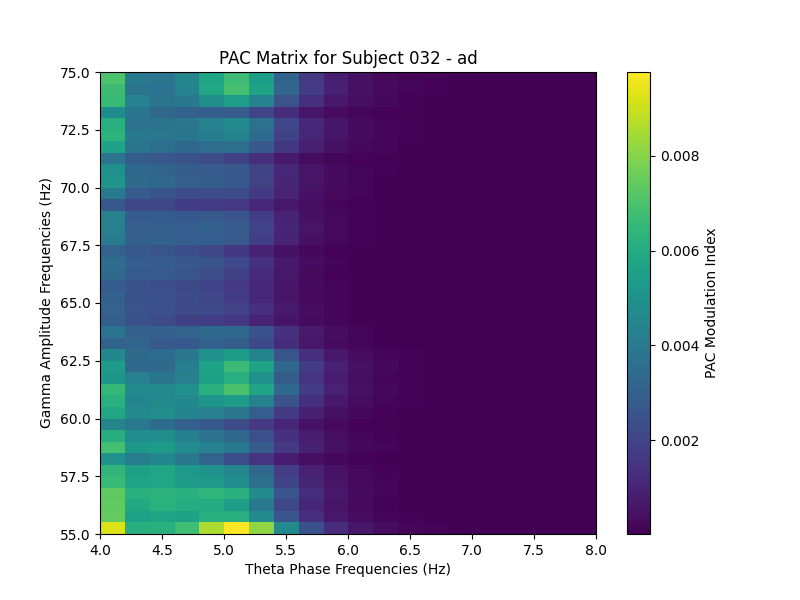 PAC Matrix for Subject 032 - ad
75.0
72.5
70.0
67.5
65.0
62.5
60.0
57.5
55.0
Gamma Amplitude Frequencies (Hz)
4.0 4.5 5.0 5.5 6.0 6.5 7.0 7.5 8.0
Theta Phase Frequencies (Hz)
0.008
0.006
0.004
0.002
PAC Modulation Index